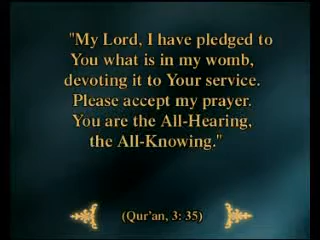 "My Lord, I have pledged to
You what is in my womb,
devoting it to Your service.
Please accept my prayer.
You are the All-Hearing,
the All-Knowing."
(Qur'an, 3: 35)